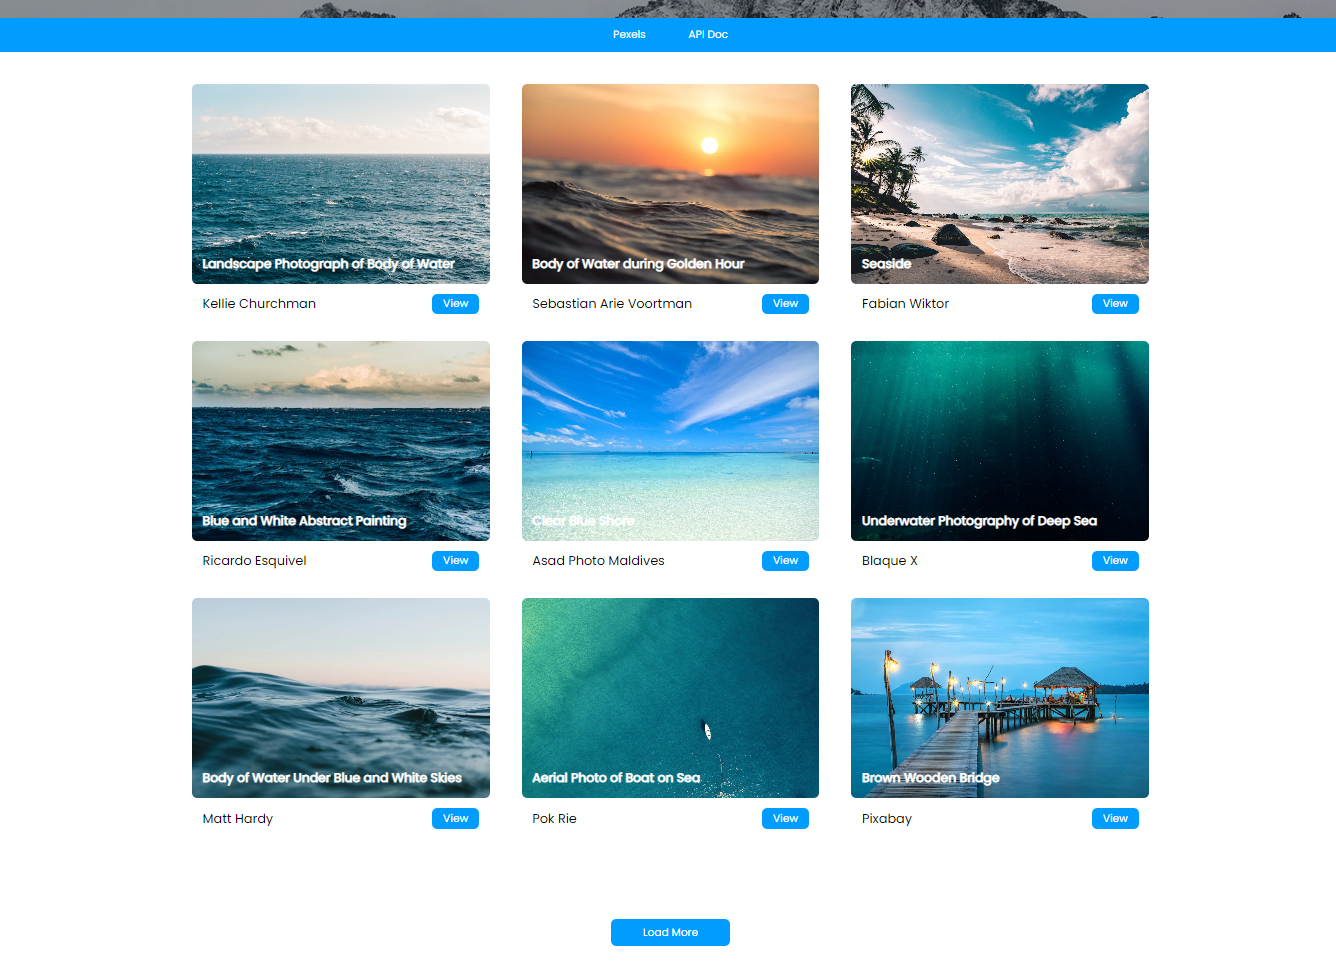 Pexels API Doc
Landscape Photograph of Body of Water
Kellie Churchman View
Body of Water during Golden Hour
Sebastian Arie Voortman View
Seaside
Fabian Wiktor View
Blue and White Abstract Painting
Ricardo Esquivel View
Clear Blue Shore
Asad Photo Maldives View
Underwater Photography of Deep Sea
Blaque X View
Body of Water Under Blue and White Skies
Matt Hardy View
Aerial Photo of Boat on Sea
Pok Rie View
Brown Wooden Bridge
Pixabay View
Load More